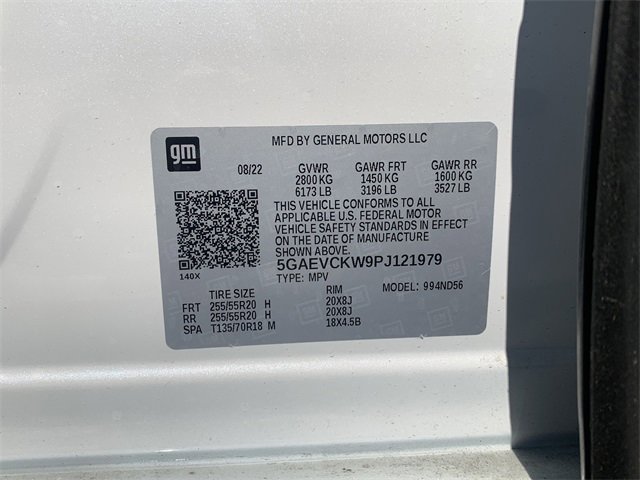 gm
MFD BY GENERAL MOTORS LLC
08/22 GVWR GAWR FRT GAWR RR
2800 KG 1450 KG 1600 KG
6173 LB 3196 LB 3527 LB
THIS VEHICLE CONFORMS TO ALL
APPLICABLE U.S. FEDERAL MOTOR
VEHICLE SAFETY STANDARDS IN EFFECT
ON THE DATE OF MANUFACTURE
SHOWN ABOVE.
5GAEVCKW9PJ121979
140X TYPE: MPV MODEL: 994ND56
TIRE SIZE RIM
FRT 255/55R20 H 20X8J
RR 255/55R20 H 20X8J
SPA T135/70R18 M 18X4.5B